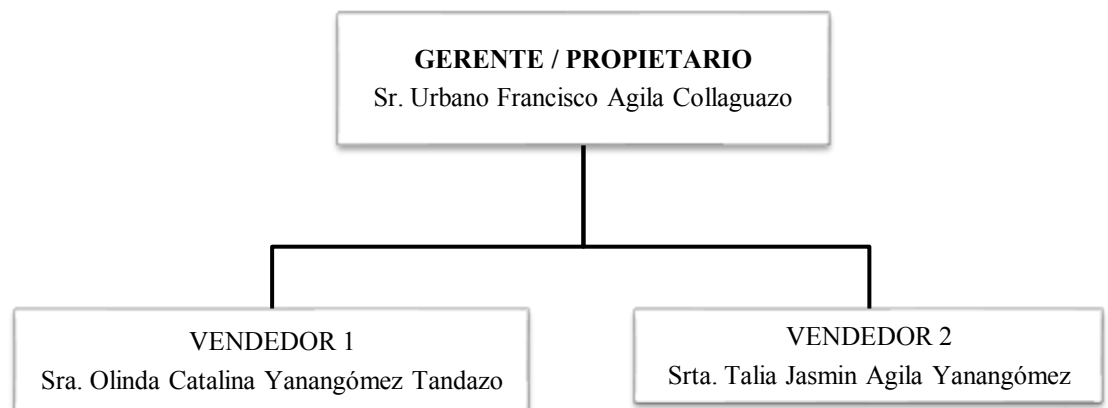 GERENTE / PROPIETARIO
Sr. Urbano Francisco Agila Collaguazo
VENDEDOR 1
Sra. Olinda Catalina Yanangómez Tandazo
VENDEDOR 2
Srta. Talia Jasmin Agila Yanangómez